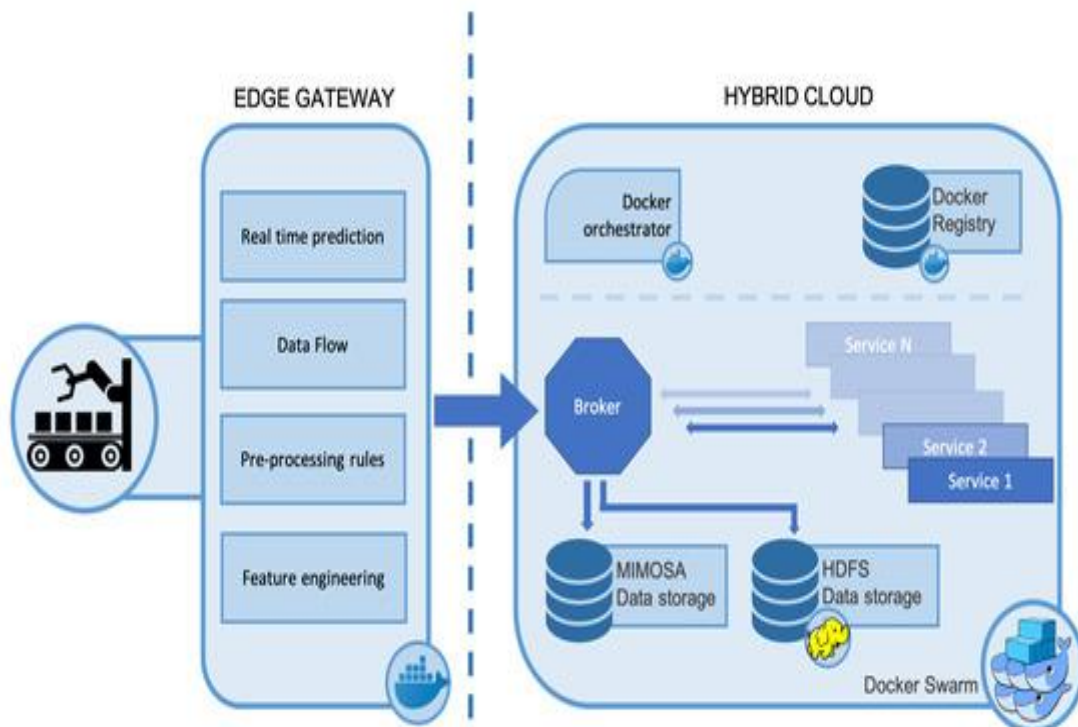 EDGE GATEWAY
Real time prediction
Data Flow
Pre-processing rules
Feature engineering
HYBRID CLOUD
Docker
orchestrator
Docker
Registry
Broker
Service N
Service 2
Service 1
MIMOSA
Data storage
HDFS
Data storage
Docker Swarm